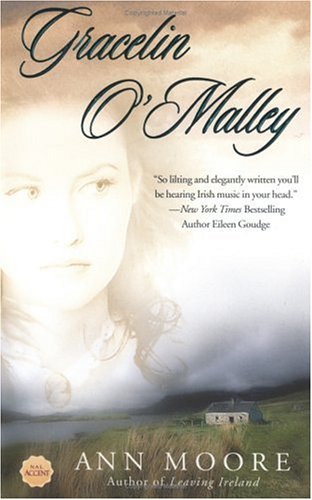 Gracelin
O'Malley
"So lilting and elegantly written you'll
be hearing Irish music in your head."
—New York Times Bestselling
Author Eileen Goudge
NAL
ACCENT
ANN MOORE
Author of Leaving Ireland